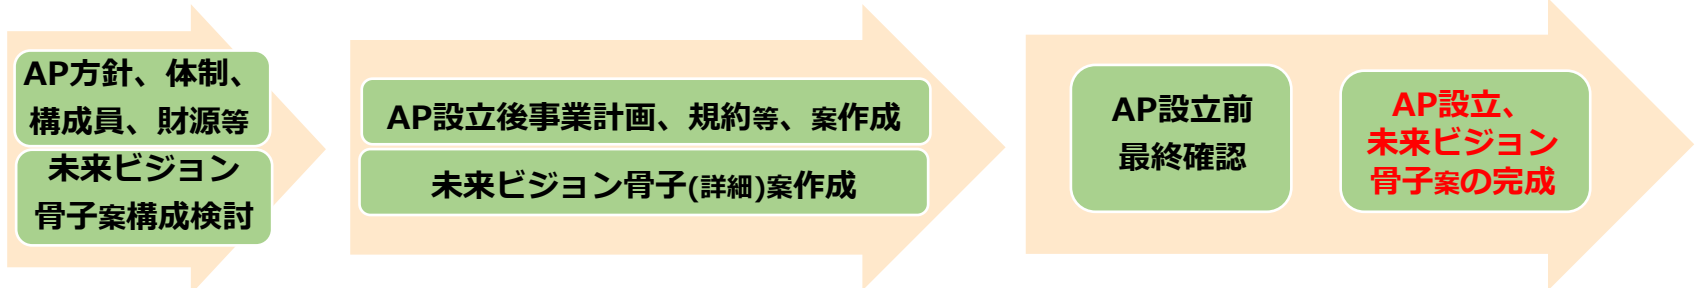 AP方針、体制、
構成員、財源等
未来ビジョン
骨子案構成検討
AP設立後事業計画、規約等、案作成
未来ビジョン骨子(詳細)案作成
AP設立前
最終確認
AP設立、
未来ビジョン
骨子案の完成